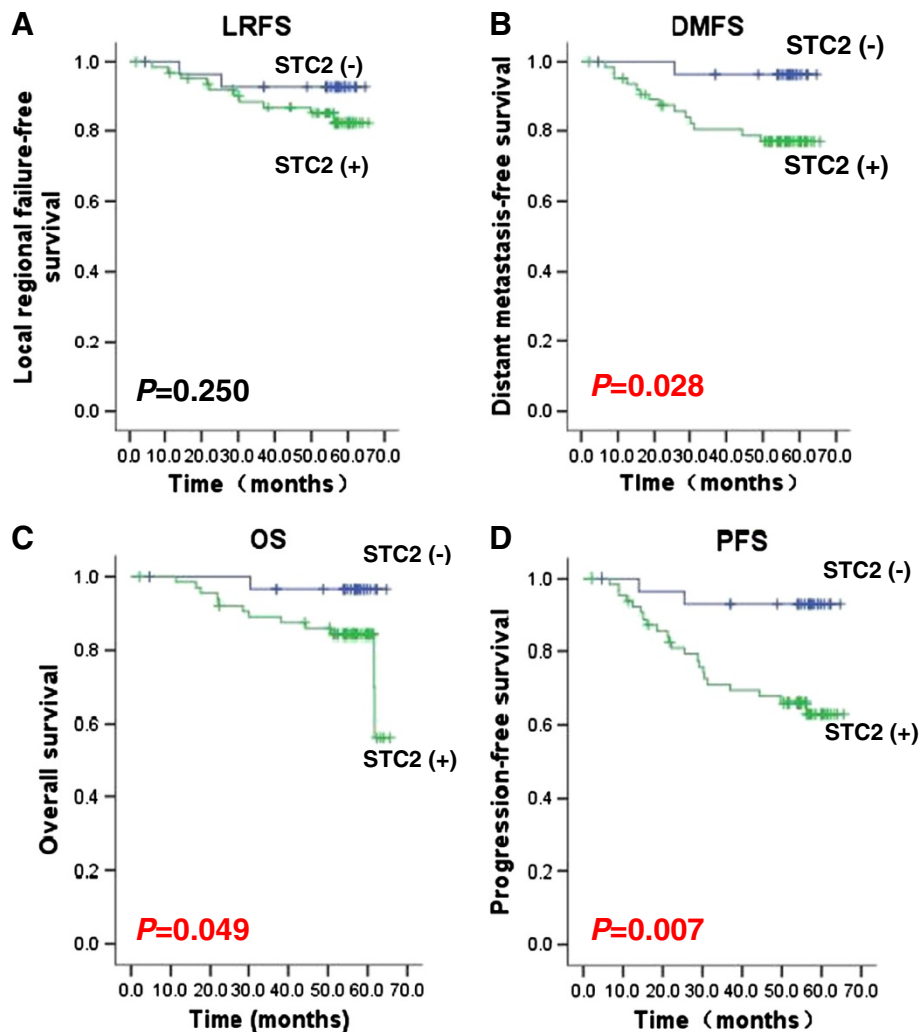 A
LRFS
STC2 (-)
STC2 (+)
Local regional failure-free
survival
1.0
0.8
0.6
0.4
0.2
0.0
P=0.250
0.0 10.0 20.0 30.0 40.0 50.0 60.0 70.0
Time（months）
B
DMFS
STC2 (-)
STC2 (+)
Distant metastasis-free survival
1.0
0.8
0.6
0.4
0.2
0.0
P=0.028
0.0 10.0 20.0 30.0 40.0 50.0 60.0 70.0
Time（months）
C
OS
STC2 (-)
STC2 (+)
Overall survival
1.0
0.8
0.6
0.4
0.2
0.0
P=0.049
0.0 10.0 20.0 30.0 40.0 50.0 60.0 70.0
Time (months)
D
PFS
STC2 (-)
STC2 (+)
Progression-free survival
1.0
0.8
0.6
0.4
0.2
0.0
P=0.007
0.0 10.0 20.0 30.0 40.0 50.0 60.0 70.0
Time（months）